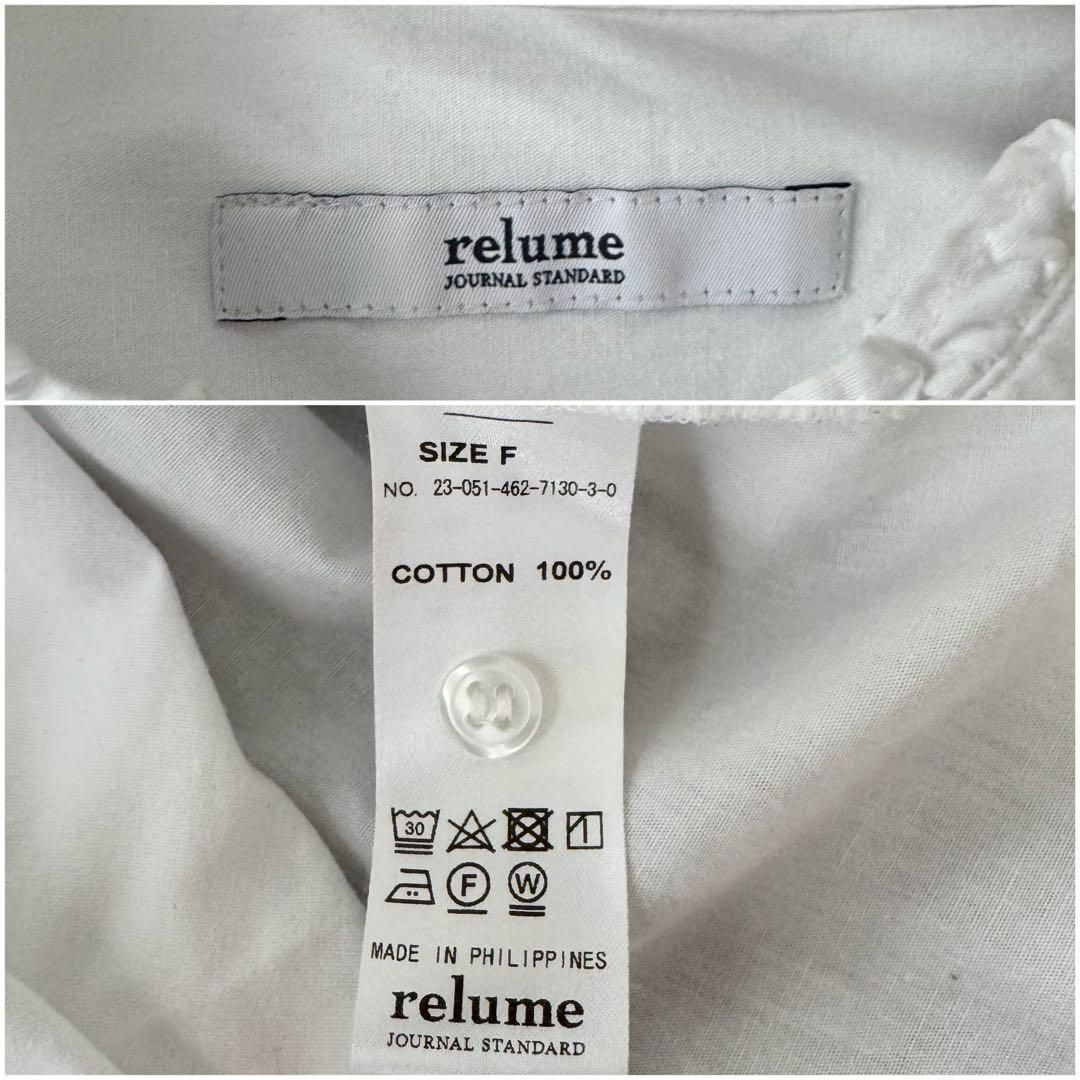 relume
JOURNAL STANDARD
SIZE F
NO. 23-051-462-7130-3-0
COTTON 100%
30
F
W
MADE IN PHILIPPINES
relume
JOURNAL STANDARD